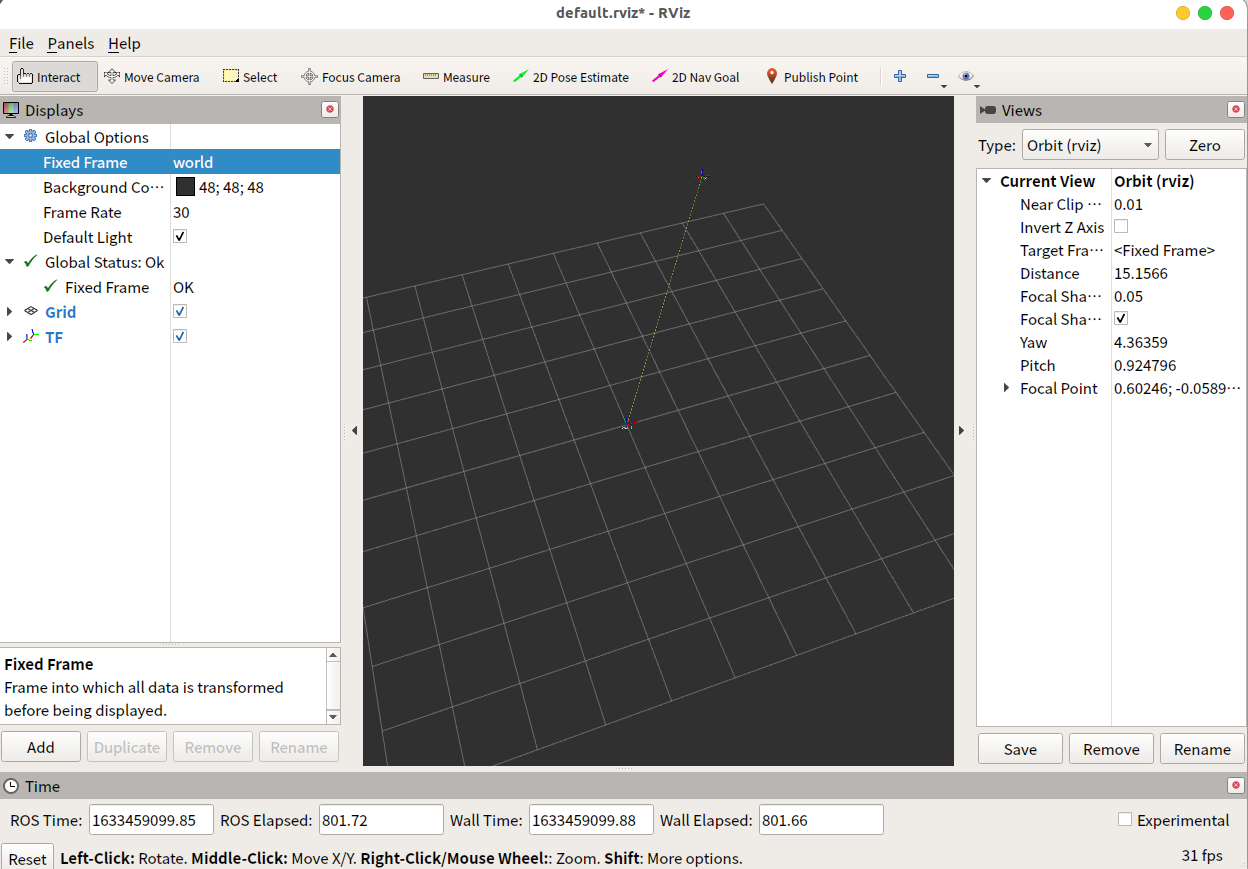 default.rviz* - RViz
File Panels Help
Interact Move Camera Select Focus Camera Measure 2D Pose Estimate 2D Nav Goal Publish Point
Displays
Global Options
Fixed Frame world
Background Co··· 48; 48; 48
Frame Rate 30
Default Light
Global Status: Ok
Fixed Frame OK
Grid
TF
Fixed Frame
Frame into which all data is transformed
before being displayed.
Add Duplicate Remove Rename
Views
Type: Orbit (rviz) Zero
Current View Orbit (rviz)
Near Clip ··· 0.01
Invert Z Axis
Target Fra··· <Fixed Frame>
Distance 15.1566
Focal Sha··· 0.05
Focal Sha···
Yaw 4.36359
Pitch 0.924796
Focal Point 0.60246; -0.0589···
Save Remove Rename
Time
ROS Time: 1633459099.85 ROS Elapsed: 801.72 Wall Time: 1633459099.88 Wall Elapsed: 801.66 Experimental
Reset Left-Click: Rotate. Middle-Click: Move X/Y. Right-Click/Mouse Wheel:: Zoom. Shift: More options. 31 fps